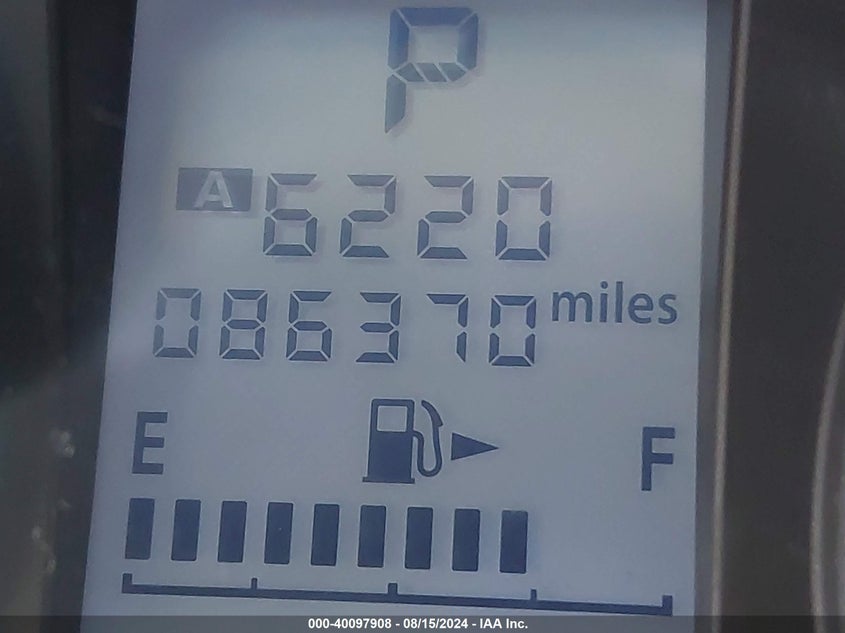 P
A 6220
086370 miles
E F
000-40097908 - 08/15/2024 - IAA Inc.